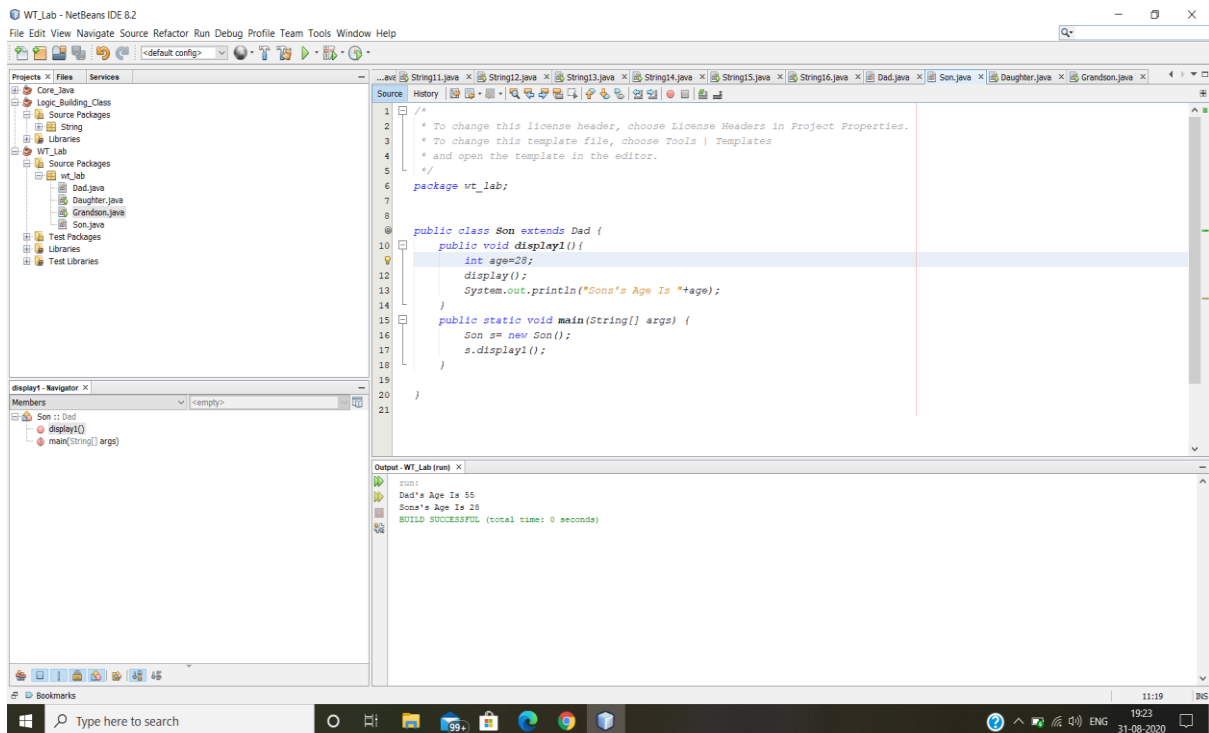 WT_Lab - NetBeans IDE 8.2
File Edit View Navigate Source Refactor Run Debug Profile Team Tools Window Help
<default config>
Projects Files Services
Core_Java
Logic_Building_Class
Source Packages
String
Libraries
WT_Lab
Source Packages
wt_lab
Dad.java
Daughter.java
Grandson.java
Son.java
Test Packages
Libraries
Test Libraries
display1 - Navigator
Members <empty>
Son :: Dad
display1()
main(String[] args)
...ava String11.java String12.java String13.java String14.java String15.java String16.java Dad.java Son.java Daughter.java Grandson.java
Source History
1 /*
2 * To change this license header, choose License Headers in Project Properties.
3 * To change this template file, choose Tools | Templates
4 * and open the template in the editor.
5 */
6 package wt_lab;
7
8
public class Son extends Dad {
10 public void display1(){
int age=28;
12 display();
13 System.out.println("Sons's Age Is "+age);
14 }
15 public static void main(String[] args) {
16 Son s= new Son();
17 s.display1();
18 }
19
20 }
21
Output - WT_Lab (run)
run:
Dad's Age Is 55
Sons's Age Is 28
BUILD SUCCESSFUL (total time: 0 seconds)
Bookmarks
11:19 INS
Type here to search
99+
ENG
19:23
31-08-2020